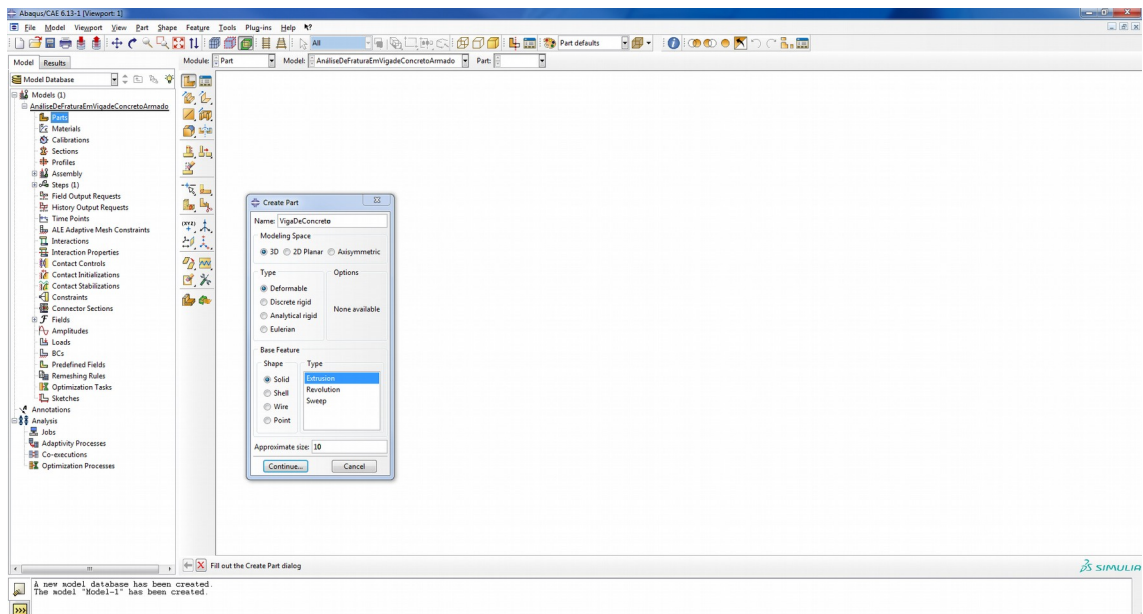 Abaqus/CAE 6.13-1 [Viewport: 1]
File Model Viewport View Part Shape Feature Tools Plug-ins Help
All
Part defaults
Model Results
Module: Part Model: AnáliseDeFraturaEmVigadeConcretoArmado Part:
Model Database
Models (1)
AnáliseDeFraturaEmVigadeConcretoArmado
Parts
Materials
Calibrations
Sections
Profiles
Assembly
Steps (1)
Field Output Requests
History Output Requests
Time Points
ALE Adaptive Mesh Constraints
Interactions
Interaction Properties
Contact Controls
Contact Initializations
Contact Stabilizations
Constraints
Connector Sections
Fields
Amplitudes
Loads
BCs
Predefined Fields
Remeshing Rules
Optimization Tasks
Sketches
Annotations
Analysis
Jobs
Adaptivity Processes
Co-executions
Optimization Processes
Create Part
Name: VigaDeConcreto
Modeling Space
3D 2D Planar Axisymmetric
Type
Deformable
Discrete rigid
Analytical rigid
Eulerian
Options
None available
Base Feature
Shape
Solid
Shell
Wire
Point
Type
Extrusion
Revolution
Sweep
Approximate size: 10
Continue... Cancel
Fill out the Create Part dialog
SIMULIA
A new model database has been created.
The model "Model-1" has been created.